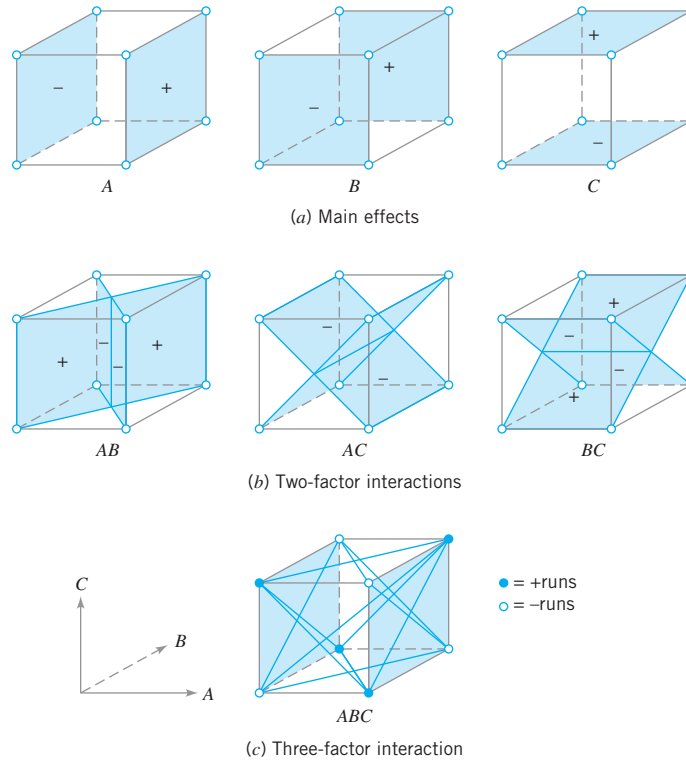 − +
A
− +
B
+
−
C
(a) Main effects
+ − − +
AB
−
−
AC
+
−
−
+
BC
(b) Two-factor interactions
C
B
A
ABC
= +runs
= −runs
(c) Three-factor interaction